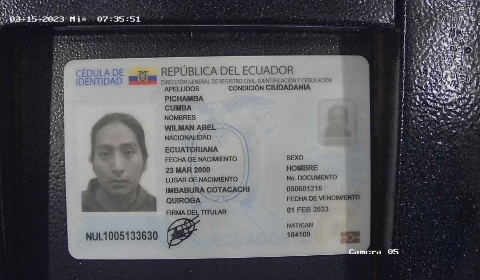 03-15-2023 Mie 07:35:51
CÉDULA DE IDENTIDAD
REPÚBLICA DEL ECUADOR
DIRECCIÓN GENERAL DE REGISTRO CIVIL, IDENTIFICACIÓN Y CEDULACIÓN
APELLIDOS CONDICIÓN CIUDADANIA
PICHAMBA
CUMBA
NOMBRES
WILMAN ABEL
NACIONALIDAD
ECUATORIANA
FECHA DE NACIMIENTO
23 MAR 2000
LUGAR DE NACIMIENTO
IMBABURA COTACACHI
QUIROGA
FIRMA DEL TITULAR
SEXO
HOMBRE
No. DOCUMENTO
050601216
FECHA DE VENCIMIENTO
01 FEB 2033
NAT/CAN
184109
NUI.1005133630
Camera 05